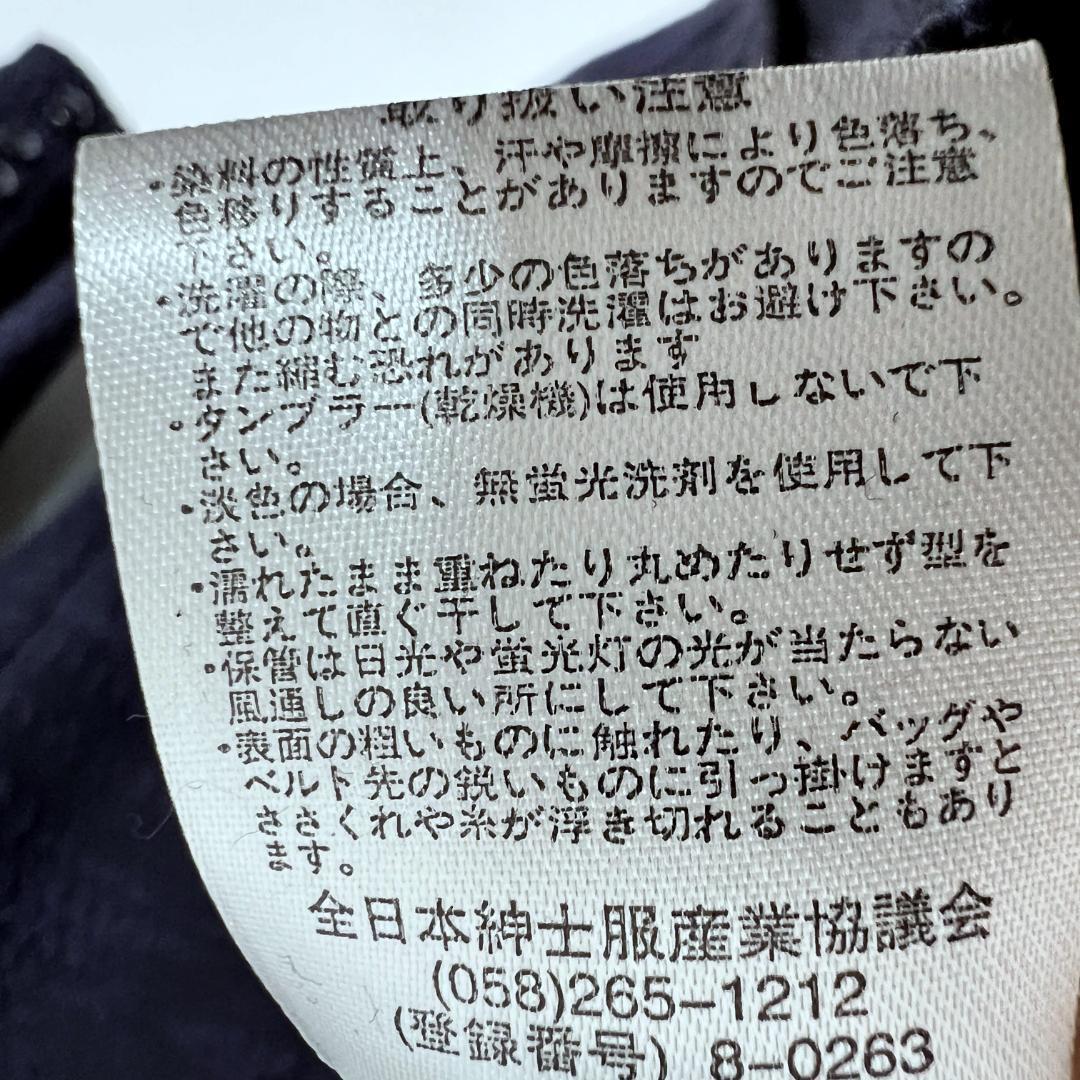 取り扱い注意
・染料の性質上、汗や摩擦により色落ち、
色移りすることがありますのでご注意
下さい。
・洗濯の際、多少の色落ちがありますの
で他の物との同時洗濯はお避け下さい。
また縮む恐れがあります
・タンブラー(乾燥機)は使用しないで下
さい。
・淡色の場合、無蛍光洗剤を使用して下
さい。
・濡れたまま重ねたり丸めたりせず型を
整えて直ぐ干して下さい。
・保管は日光や蛍光灯の光が当たらない
風通しの良い所にして下さい。
・表面の粗いものに触れたり、バッグや
ベルト先の鋭いものに引っ掛けますと
ささくれや糸が浮き切れることもあり
ます。
全日本紳士服産業協議会
(058)265-1212
(登録番号) 8-0263